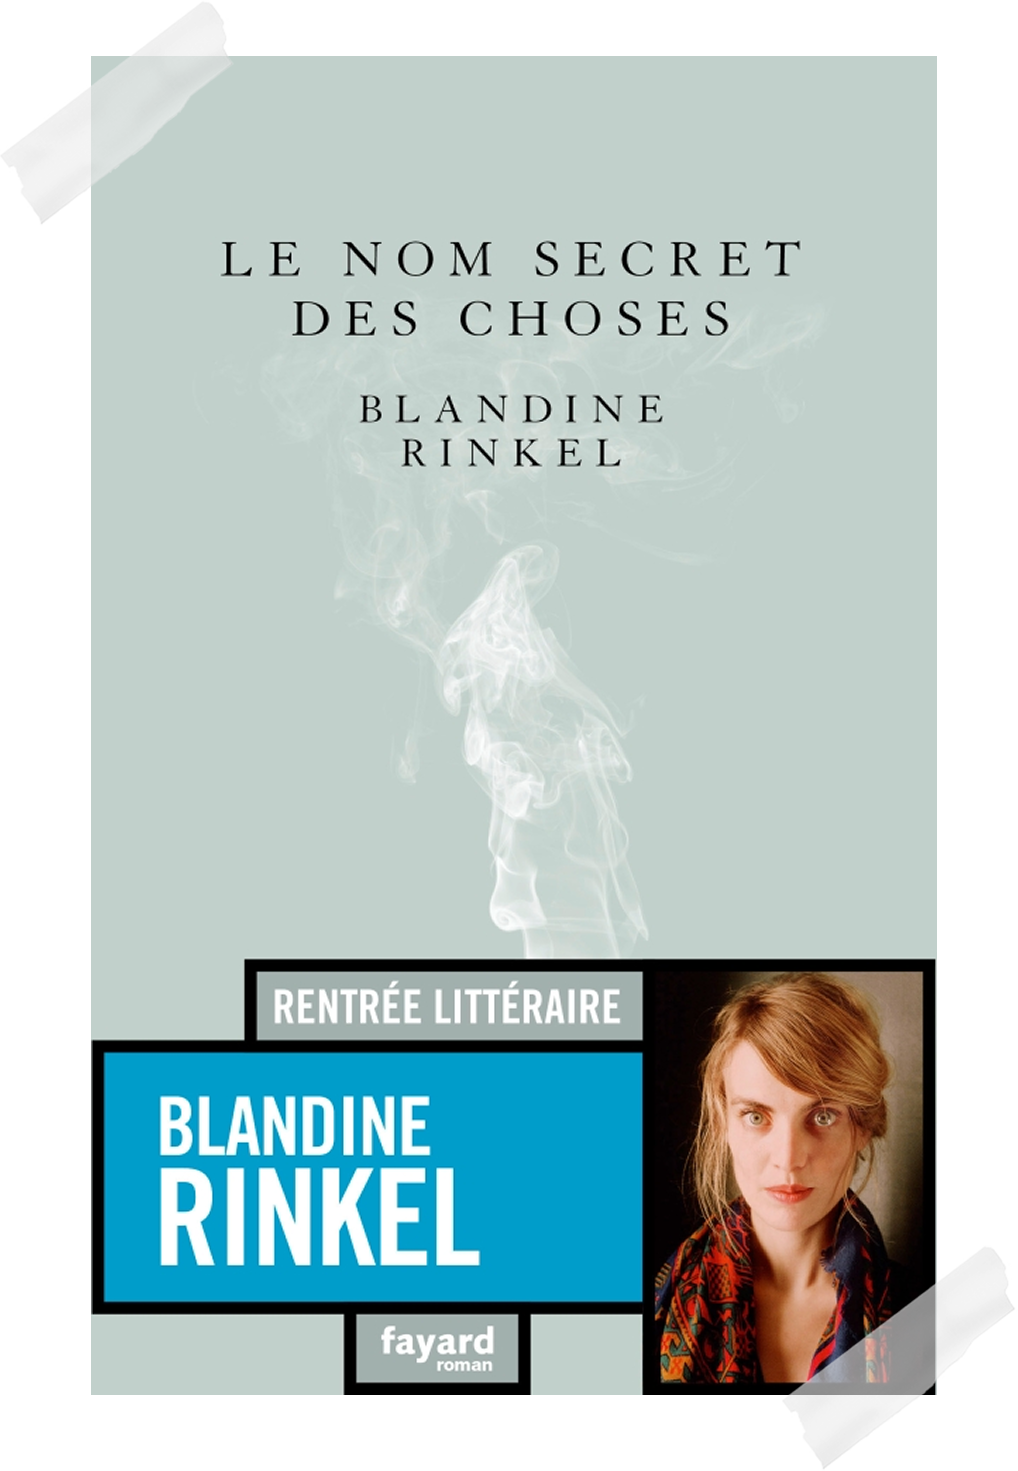 LE NOM SECRET
DES CHOSES
BLANDINE
RINKEL
RENTRÉE LITTÉRAIRE
BLANDINE
RINKEL
fayard
roman